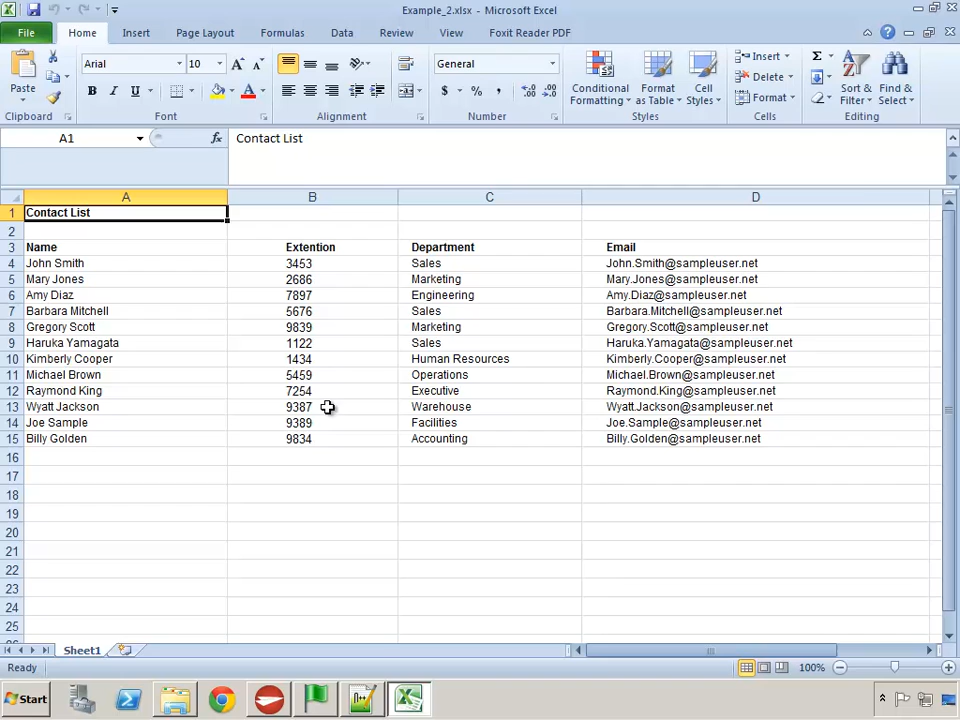 Example_2.xlsx - Microsoft Excel
File Home Insert Page Layout Formulas Data Review View Foxit Reader PDF
Paste
Clipboard
Arial 10
Font
Alignment
General
Number
Conditional Formatting
Format as Table
Cell Styles
Styles
Insert
Delete
Format
Cells
Sort & Filter
Find & Select
Editing
A1 fx Contact List
A B C D
1 Contact List
2
3 Name Extention Department Email
4 John Smith 3453 Sales John.Smith@sampleuser.net
5 Mary Jones 2686 Marketing Mary.Jones@sampleuser.net
6 Amy Diaz 7897 Engineering Amy.Diaz@sampleuser.net
7 Barbara Mitchell 5676 Sales Barbara.Mitchell@sampleuser.net
8 Gregory Scott 9839 Marketing Gregory.Scott@sampleuser.net
9 Haruka Yamagata 1122 Sales Haruka.Yamagata@sampleuser.net
10 Kimberly Cooper 1434 Human Resources Kimberly.Cooper@sampleuser.net
11 Michael Brown 5459 Operations Michael.Brown@sampleuser.net
12 Raymond King 7254 Executive Raymond.King@sampleuser.net
13 Wyatt Jackson 9387 Warehouse Wyatt.Jackson@sampleuser.net
14 Joe Sample 9389 Facilities Joe.Sample@sampleuser.net
15 Billy Golden 9834 Accounting Billy.Golden@sampleuser.net
16
17
18
19
20
21
22
23
24
25
Sheet1
Ready 100%
Start